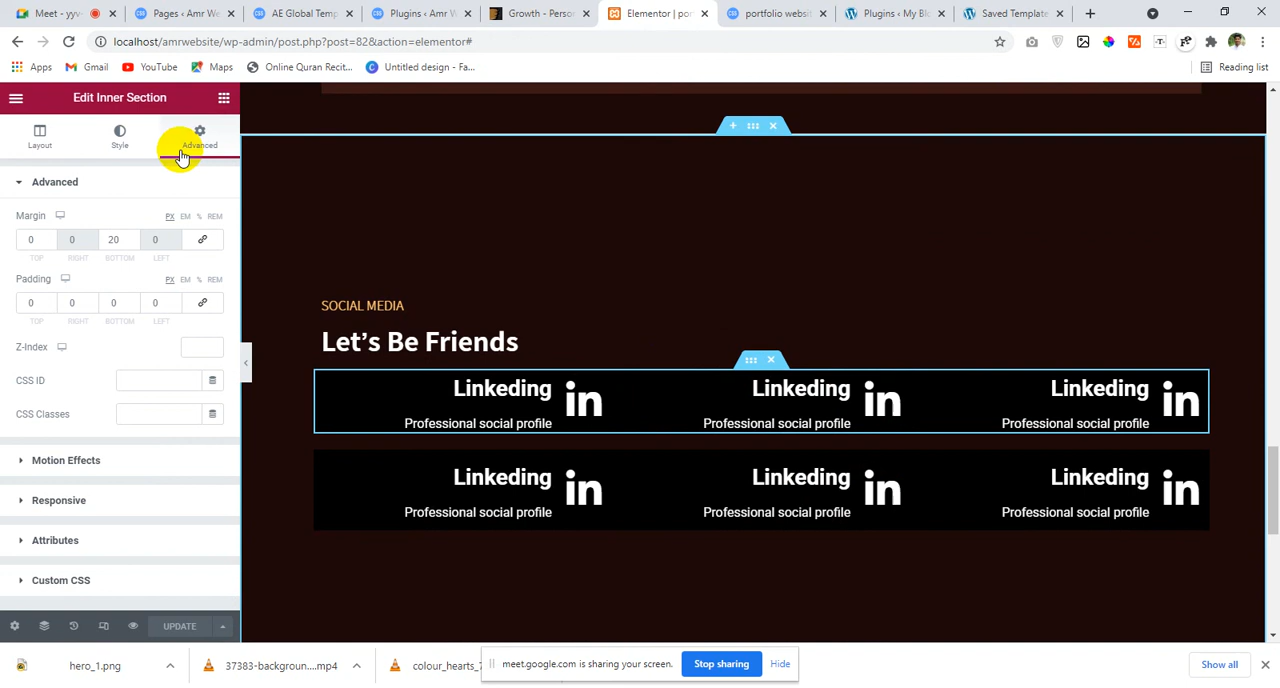 Meet - yyv
Pages ‹ Amr We
AE Global Temp
Plugins ‹ Amr W
Growth - Person
Elementor | por
portfolio websit
Plugins ‹ My Blo
Saved Template
localhost/amrwebsite/wp-admin/post.php?post=82&action=elementor#
Apps
Gmail
YouTube
Maps
Online Quran Recit...
Untitled design - Fa...
Reading list
Edit Inner Section
Layout
Style
Advanced
Advanced
Margin
PX EM % REM
0 0 20 0
TOP RIGHT BOTTOM LEFT
Padding
PX EM % REM
0 0 0 0
TOP RIGHT BOTTOM LEFT
Z-Index
CSS ID
CSS Classes
Motion Effects
Responsive
Attributes
Custom CSS
UPDATE
SOCIAL MEDIA
Let's Be Friends
Linkeding in Linkeding in Linkeding in
Professional social profile Professional social profile Professional social profile
Linkeding in Linkeding in Linkeding in
Professional social profile Professional social profile Professional social profile
hero_1.png
37383-backgroun....mp4
colour_hearts_
meet.google.com is sharing your screen.
Stop sharing
Hide
Show all